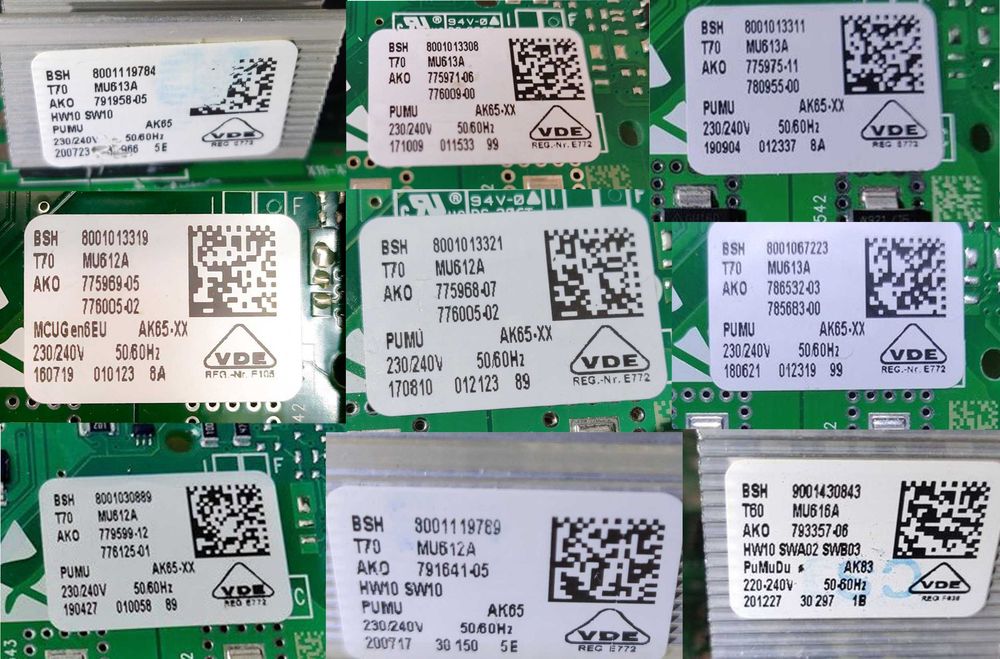 BSH 8001119784
T70 MU613A
AKO 791958-05
HW10 SW10
PUMU AK65
230/240V 50/60Hz
200723 966 5E
VDE
REG E772
94V-0
BSH 8001013308
T70 MU613A
AKO 775971-06
776009-00
PUMU AK65-XX
230/240V 50/60Hz
171009 011533 99
VDE
REG.-Nr. E772
BSH 8001013311
T70 MU613A
AKO 775975-11
780955-00
PUMU AK65-XX
230/240V 50/60Hz
190904 012337 8A
VDE
REG E772
F
BSH 8001013319
T70 MU612A
AKO 775969-05
776005-02
MCUGen6EU AK65-XX
230/240V 50/60Hz
160719 010123 8A
VDE
REG.-Nr. E105
94V-0
BSH 8001013321
T70 MU612A
AKO 775968-07
776005-02
PUMU AK65-XX
230/240V 50/60Hz
170810 012123 89
VDE
REG.-Nr. E772
542
BSH 8001067223
T70 MU613A
AKO 786532-03
785683-00
PUMU AK65-XX
230/240V 50/60Hz
180621 012319 99
VDE
REG.-Nr. E772
F
BSH 8001030889
T70 MU612A
AKO 779599-12
776125-01
PUMU AK65-XX
230/240V 50/60Hz
190427 010058 89
VDE
REG E772
C
BSH 8001119789
T70 MU612A
AKO 791641-05
HW10 SW10
PUMU AK65
230/240V 50/60Hz
200717 30 150 5E
VDE
REG E772
BSH 9001430843
T60 MU616A
AKO 793357-06
HW10 SWA02 SWB03
PuMuDu AK83
220-240V 50-60Hz
201227 30 297 1B
VDE